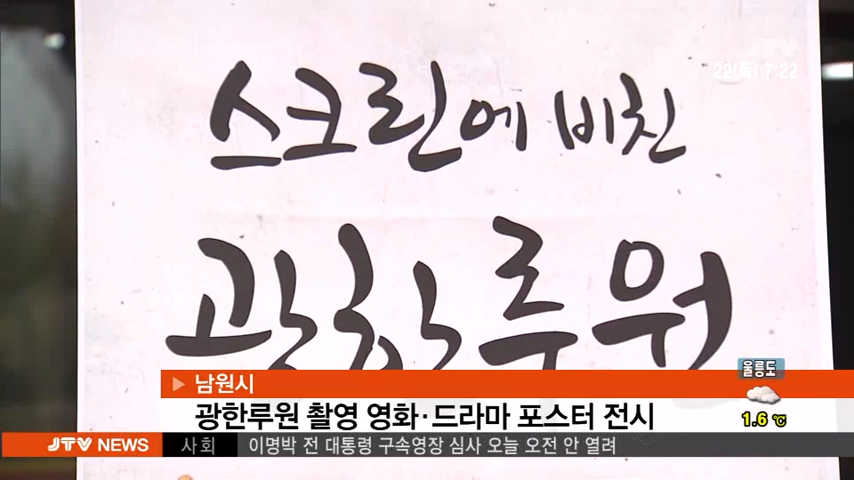 JTV
22(목) 7:22
스크린에 비친
광한루원
울릉도
1.6 ℃
남원시
광한루원 촬영 영화·드라마 포스터 전시
JTV NEWS 사회 이명박 전 대통령 구속영장 심사 오늘 오전 안 열려